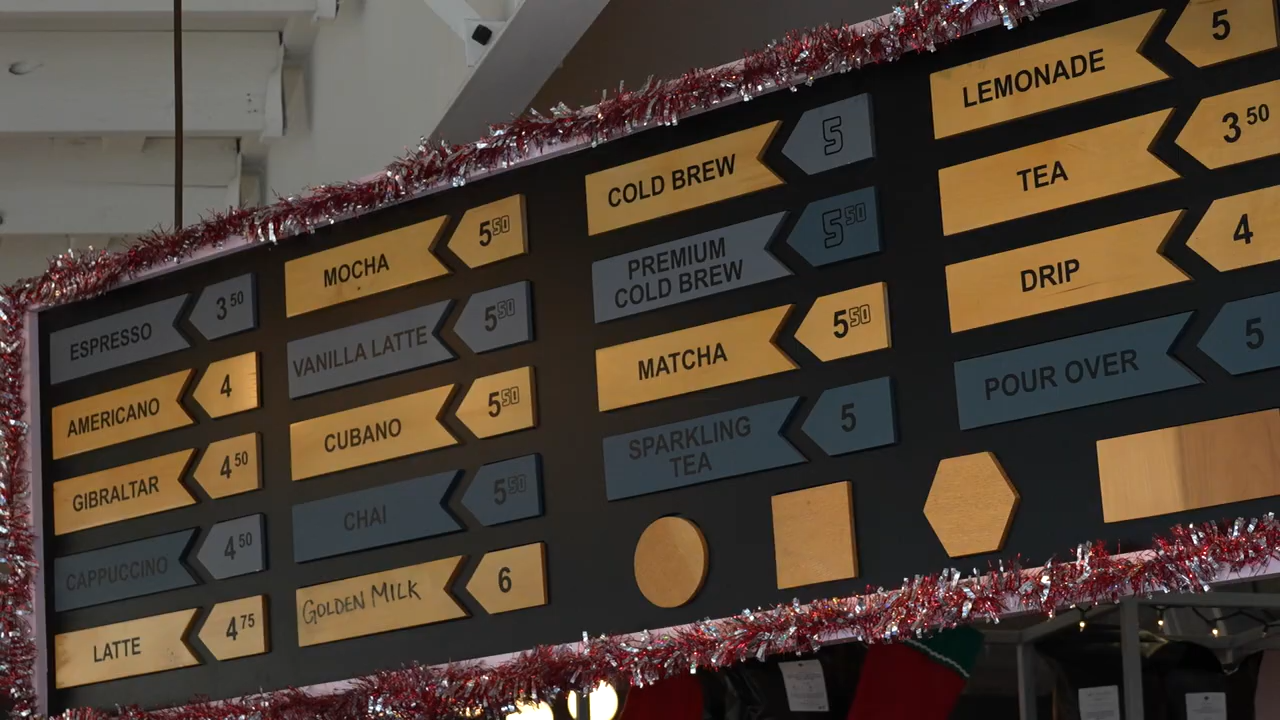 ESPRESSO 3 50
AMERICANO 4
GIBRALTAR 4 50
CAPPUCCINO 4 50
LATTE 4 75
MOCHA 5 50
VANILLA LATTE 5 50
CUBANO 5 50
CHAI 5 50
GOLDEN MILK 6
COLD BREW 5
PREMIUM
COLD BREW 5 50
MATCHA 5 50
SPARKLING
TEA 5
LEMONADE 5
TEA 3 50
DRIP 4
POUR OVER 5